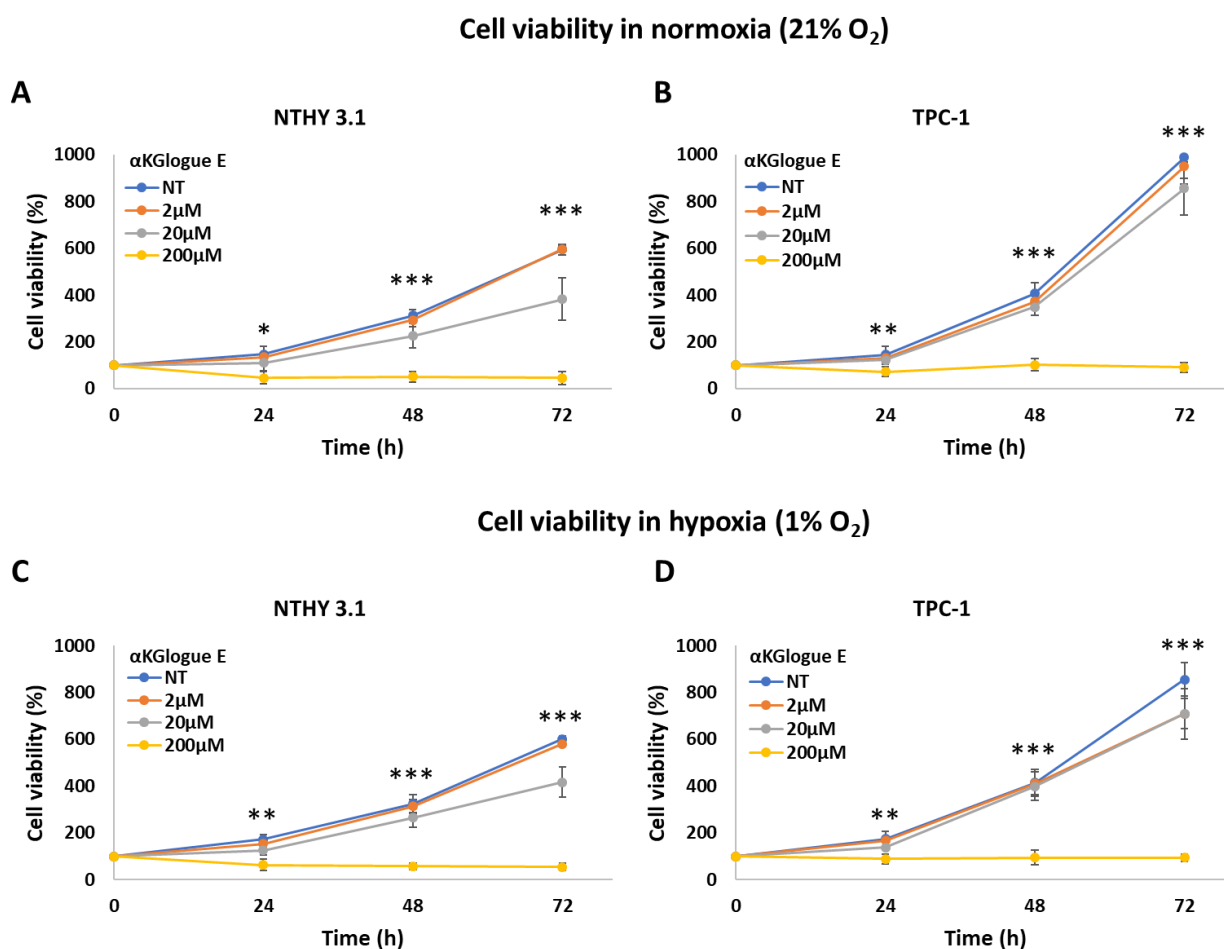 Cell viability in normoxia (21% O₂)
A
NTHY 3.1
Cell viability (%)
1000
800
600
400
200
0
αKGlogue E
NT
2μM
20μM
200μM
*
***
***
0 24 48 72
Time (h)
B
TPC-1
Cell viability (%)
1000
800
600
400
200
0
αKGlogue E
NT
2μM
20μM
200μM
**
***
***
0 24 48 72
Time (h)
Cell viability in hypoxia (1% O₂)
C
NTHY 3.1
Cell viability (%)
1000
800
600
400
200
0
αKGlogue E
NT
2μM
20μM
200μM
**
***
***
0 24 48 72
Time (h)
D
TPC-1
Cell viability (%)
1000
800
600
400
200
0
αKGlogue E
NT
2μM
20μM
200μM
**
***
***
0 24 48 72
Time (h)